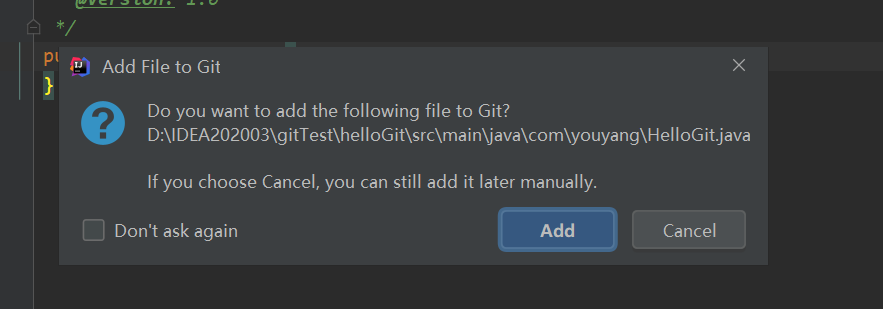 @version: 1.0
*/
pu
}
Add File to Git
Do you want to add the following file to Git?
D:\IDEA202003\gitTest\helloGit\src\main\java\com\youyang\HelloGit.java
If you choose Cancel, you can still add it later manually.
Don't ask again
Add
Cancel